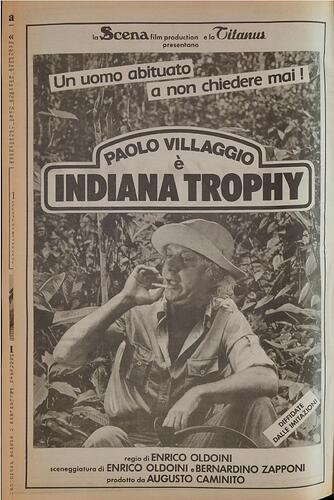 la Scena film production e la Titanus
presentano
Un uomo abituato
a non chiedere mai!
PAOLO VILLAGGIO
è
INDIANA TROPHY
DIFFIDATE
DALLE IMITAZIONI
regia di ENRICO OLDOINI
sceneggiatura di ENRICO OLDOINI e BERNARDINO ZAPPONI
prodotto da AUGUSTO CAMINITO